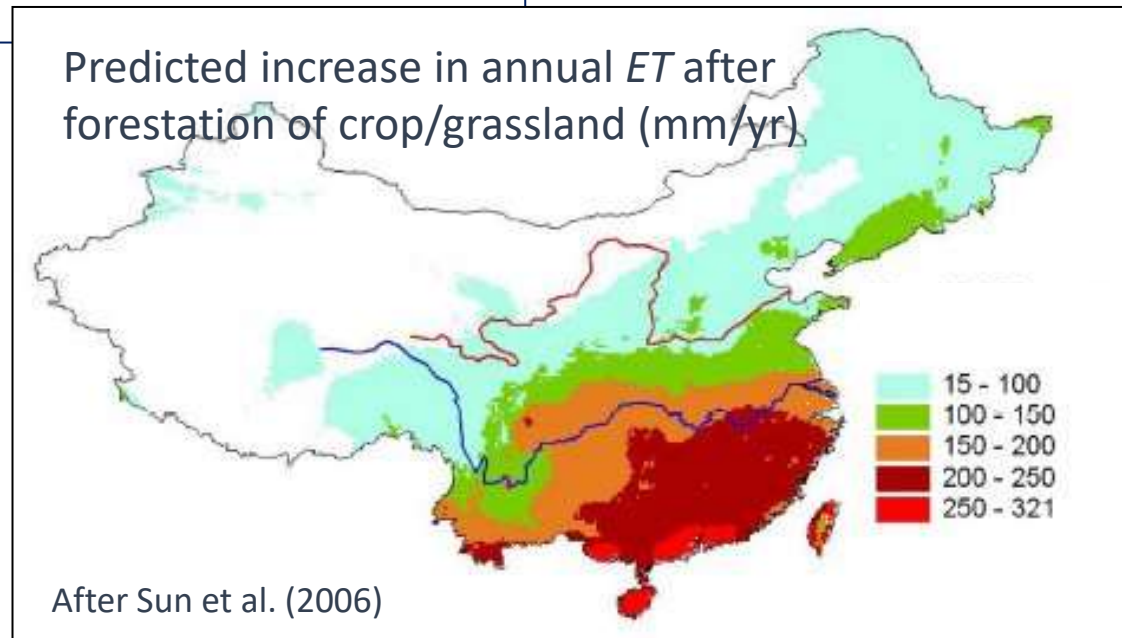 Predicted increase in annual ET after
forestation of crop/grassland (mm/yr)
15 - 100
100 - 150
150 - 200
200 - 250
250 - 321
After Sun et al. (2006)